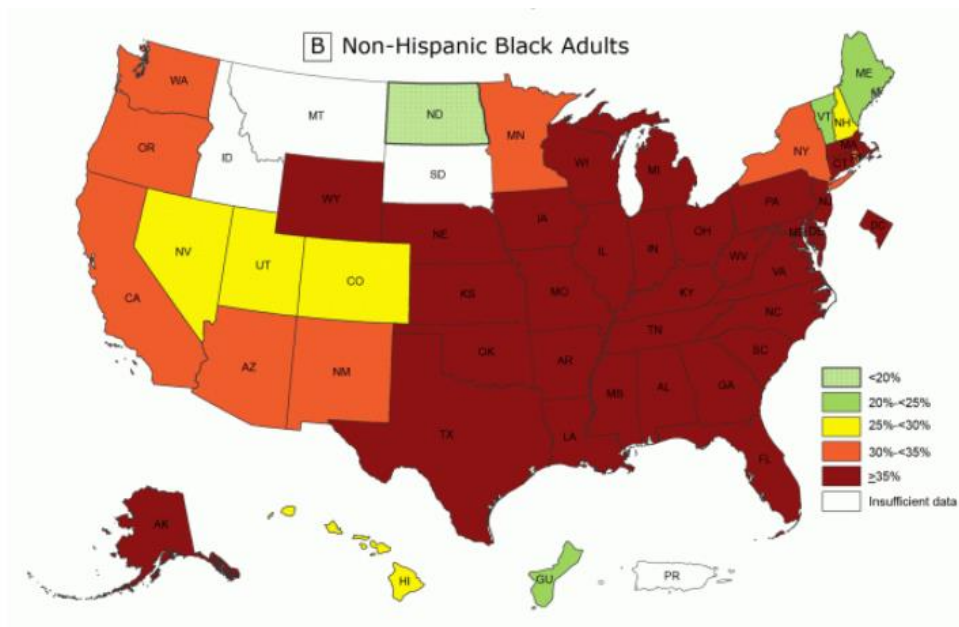 B Non-Hispanic Black Adults
WA
MT
ND
MN
ME
VT
NH
OR
ID
SD
WI
MI
NY
MA
CT
WY
IA
PA
NJ
NE
NV
UT
CO
IL
IN
OH
WV
MD
DE
DC
VA
CA
KS
MO
KY
NC
TN
AZ
NM
OK
AR
SC
MS
AL
GA
TX
LA
FL
<20%
20%-<25%
25%-<30%
30%-<35%
≥35%
Insufficient data
AK
HI
GU
PR